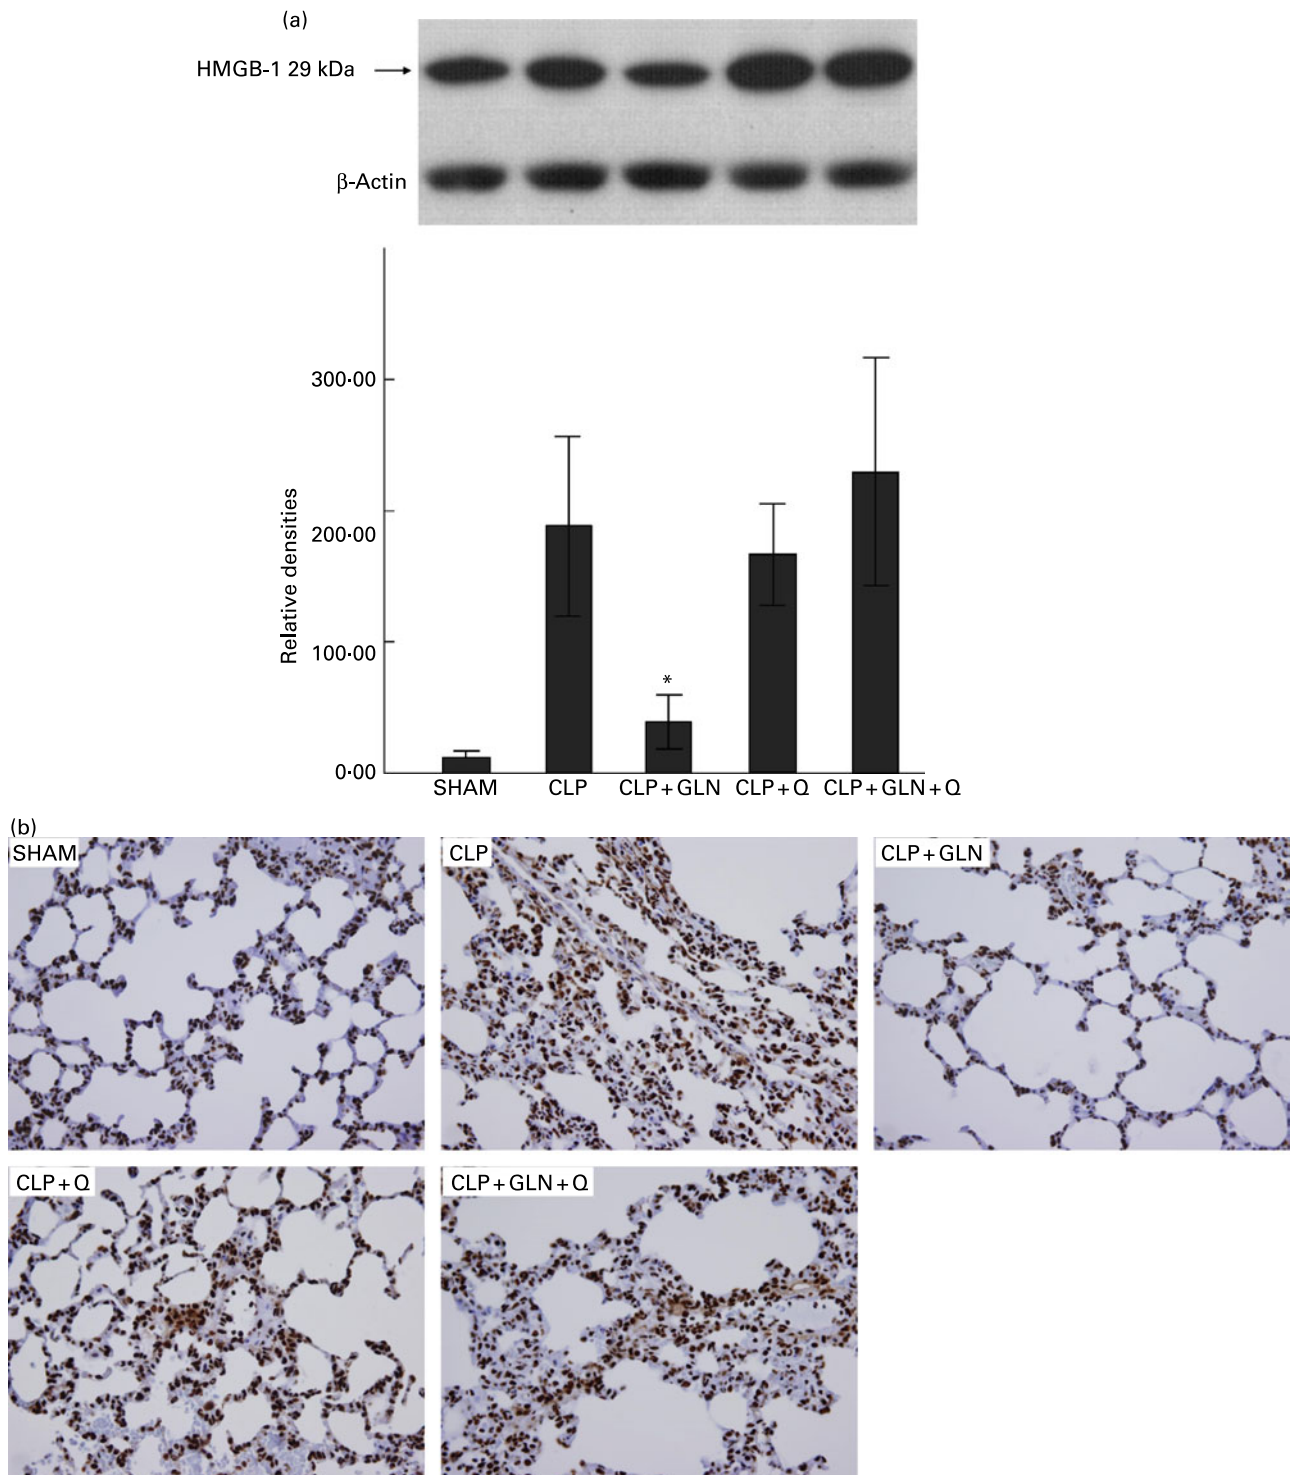 (a)
HMGB-1 29 kDa
β-Actin
300·00
200·00
100·00
0·00
Relative densities
*
SHAM CLP CLP+GLN CLP+Q CLP+GLN+Q
(b)
SHAM CLP CLP+GLN
CLP+Q CLP+GLN+Q